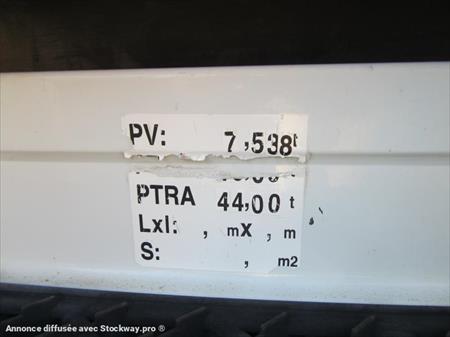 PV: 7,538t
PTRA 44,00 t
Lxl: , mx , m
S: , m2
Annonce diffusée avec Stockway.pro ®